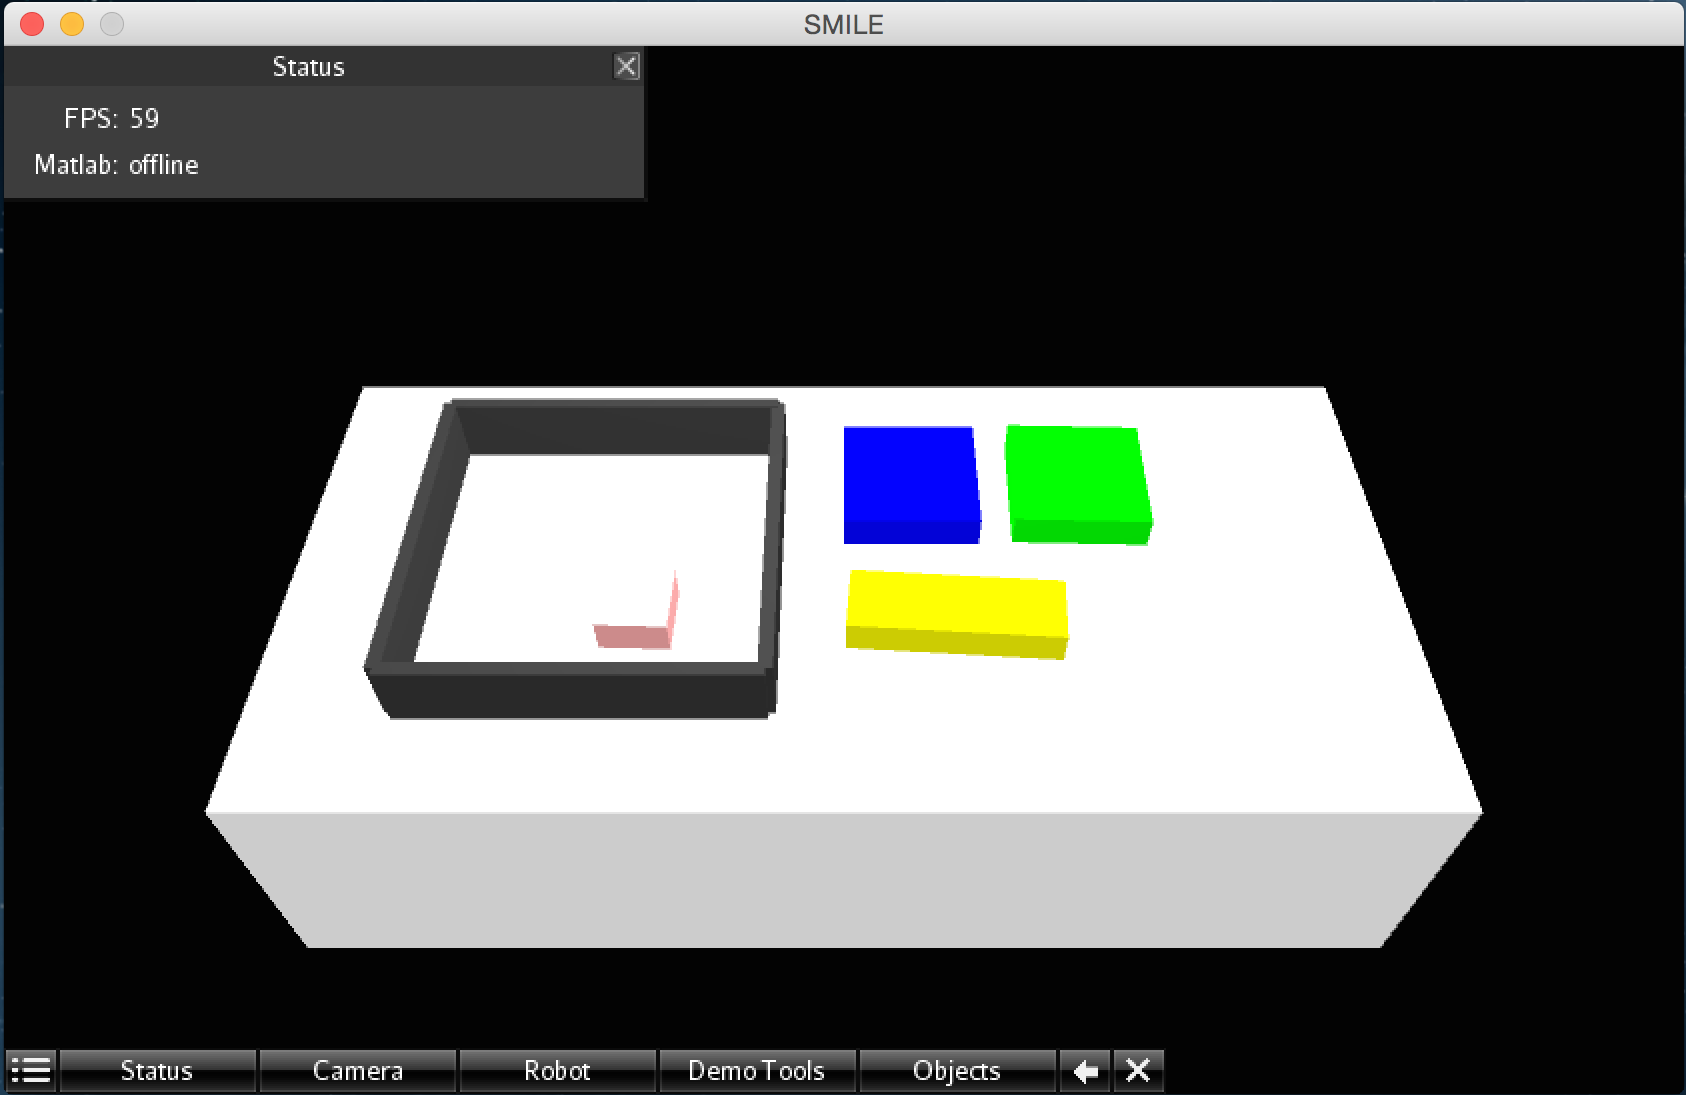 SMILE
Status
FPS: 59
Matlab: offline
Status Camera Robot Demo Tools Objects